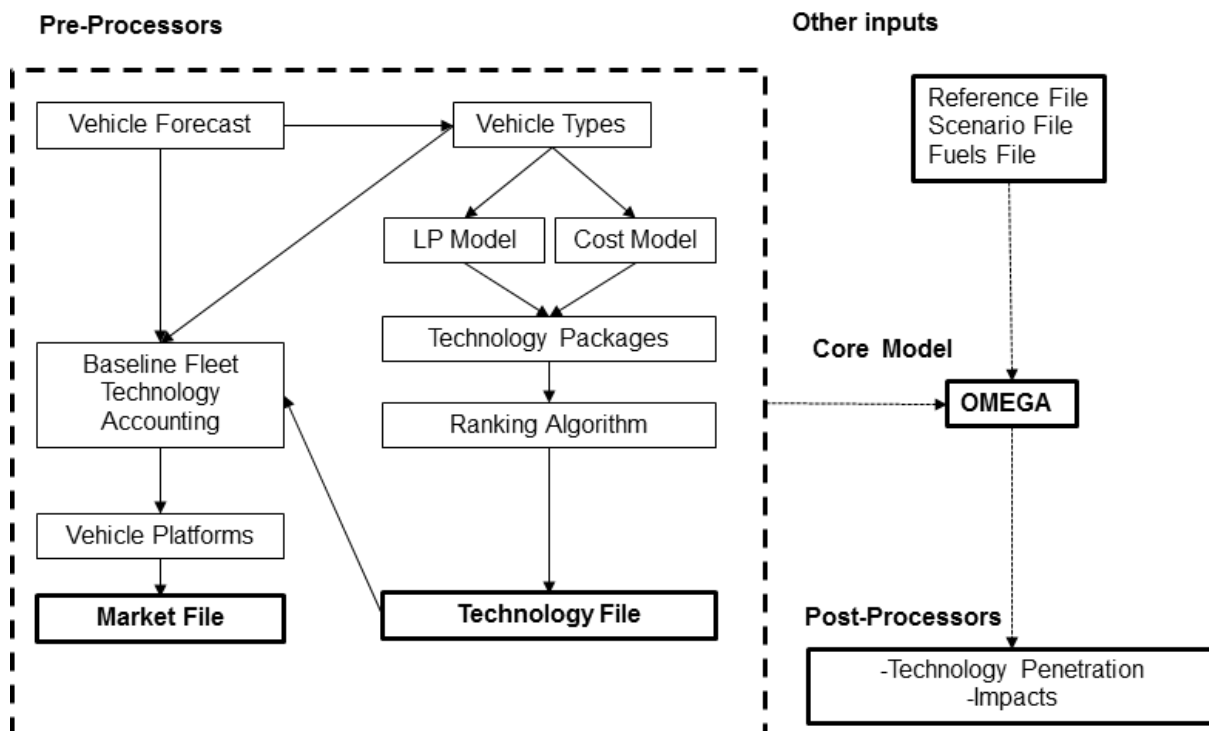 Pre-Processors
Other inputs
Vehicle Forecast
Vehicle Types
Reference File
Scenario File
Fuels File
LP Model
Cost Model
Baseline Fleet
Technology
Accounting
Technology Packages
Core Model
OMEGA
Ranking Algorithm
Vehicle Platforms
Market File
Technology File
Post-Processors
-Technology Penetration
-Impacts